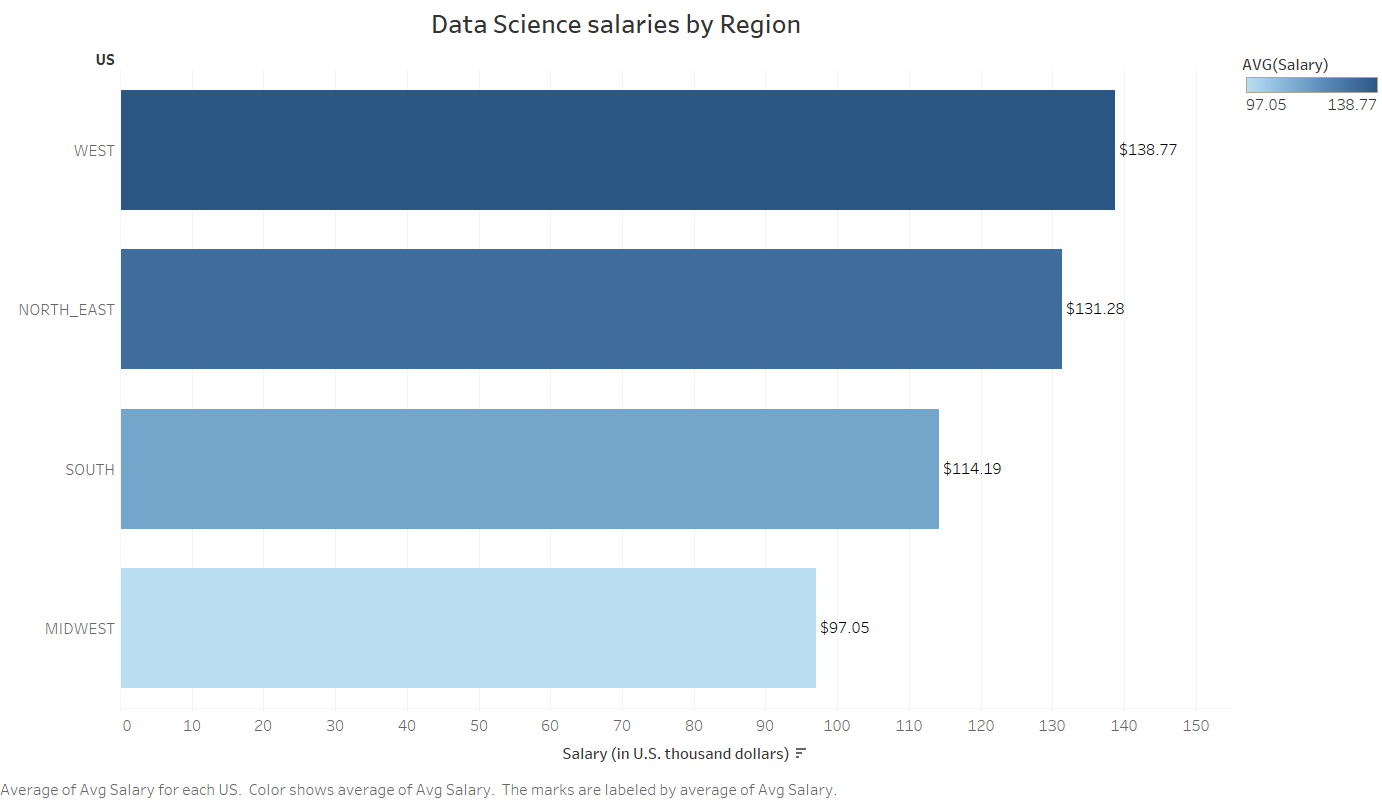 Data Science salaries by Region
US
AVG(Salary)
97.05 138.77
WEST $138.77
NORTH_EAST $131.28
SOUTH $114.19
MIDWEST $97.05
0 10 20 30 40 50 60 70 80 90 100 110 120 130 140 150
Salary (in U.S. thousand dollars)
Average of Avg Salary for each US. Color shows average of Avg Salary. The marks are labeled by average of Avg Salary.